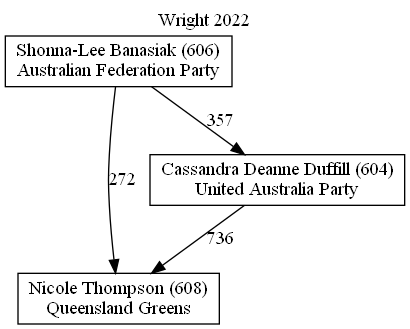 Wright 2022
Shonna-Lee Banasiak (606)
Australian Federation Party
357
Cassandra Deanne Duffill (604)
United Australia Party
272
736
Nicole Thompson (608)
Queensland Greens